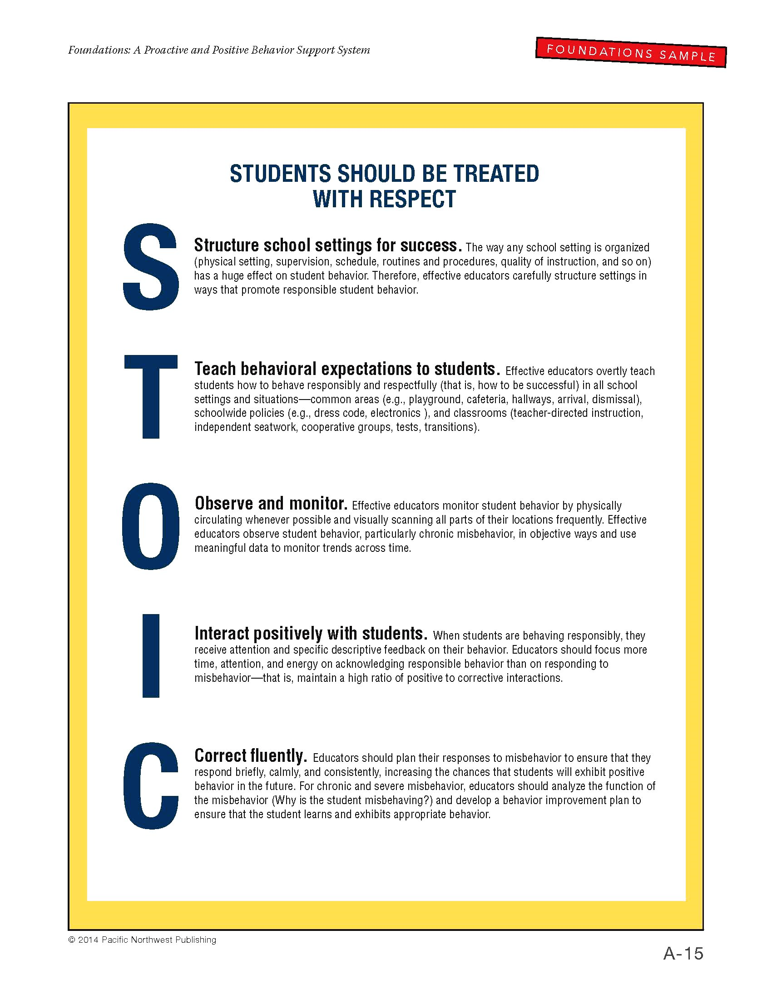 Foundations: A Proactive and Positive Behavior Support System
FOUNDATIONS SAMPLE
STUDENTS SHOULD BE TREATED
WITH RESPECT
S
Structure school settings for success. The way any school setting is organized
(physical setting, supervision, schedule, routines and procedures, quality of instruction, and so on)
has a huge effect on student behavior. Therefore, effective educators carefully structure settings in
ways that promote responsible student behavior.
T
Teach behavioral expectations to students. Effective educators overtly teach
students how to behave responsibly and respectfully (that is, how to be successful) in all school
settings and situations—common areas (e.g., playground, cafeteria, hallways, arrival, dismissal),
schoolwide policies (e.g., dress code, electronics ), and classrooms (teacher-directed instruction,
independent seatwork, cooperative groups, tests, transitions).
O
Observe and monitor. Effective educators monitor student behavior by physically
circulating whenever possible and visually scanning all parts of their locations frequently. Effective
educators observe student behavior, particularly chronic misbehavior, in objective ways and use
meaningful data to monitor trends across time.
I
Interact positively with students. When students are behaving responsibly, they
receive attention and specific descriptive feedback on their behavior. Educators should focus more
time, attention, and energy on acknowledging responsible behavior than on responding to
misbehavior—that is, maintain a high ratio of positive to corrective interactions.
C
Correct fluently. Educators should plan their responses to misbehavior to ensure that they
respond briefly, calmly, and consistently, increasing the chances that students will exhibit positive
behavior in the future. For chronic and severe misbehavior, educators should analyze the function of
the misbehavior (Why is the student misbehaving?) and develop a behavior improvement plan to
ensure that the student learns and exhibits appropriate behavior.
© 2014 Pacific Northwest Publishing
A-15